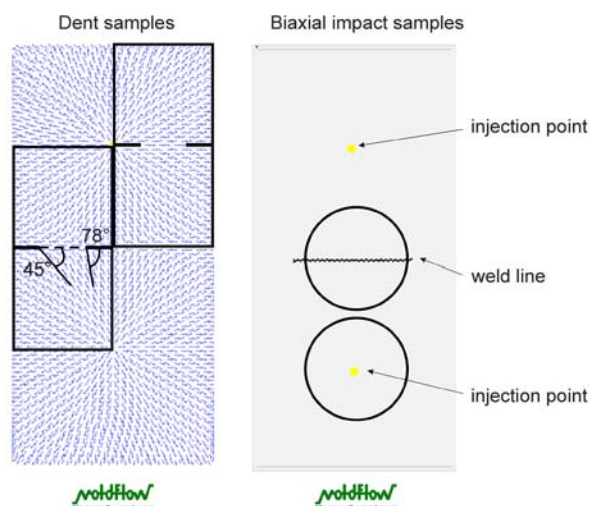 Dent samples
Biaxial impact samples
injection point
78°
45°
weld line
injection point
moldflow
moldflow